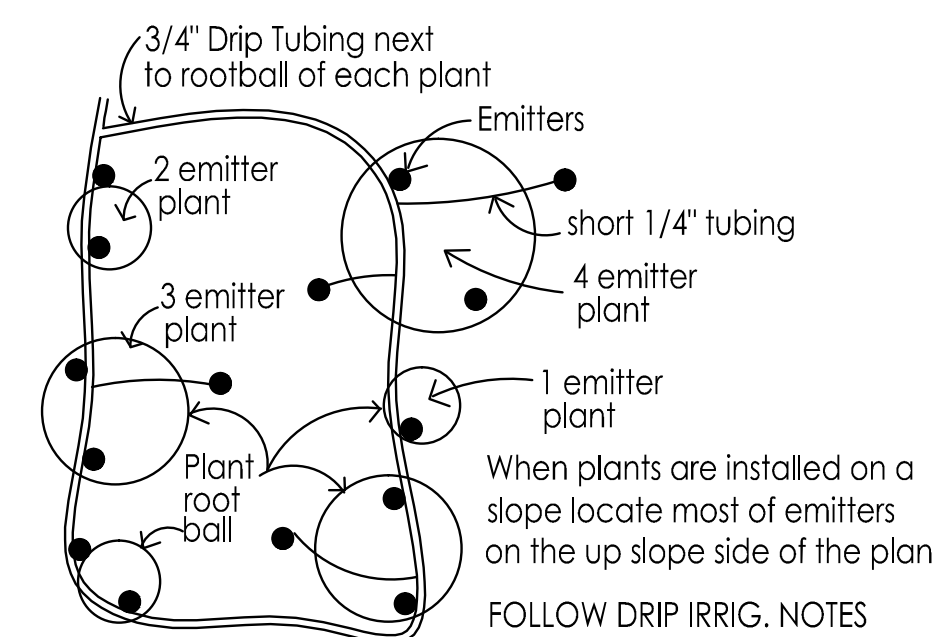 3/4" Drip Tubing next
to rootball of each plant
Emitters
2 emitter
plant
short 1/4" tubing
4 emitter
plant
3 emitter
plant
1 emitter
plant
Plant
root
ball
When plants are installed on a
slope locate most of emitters
on the up slope side of the plan
FOLLOW DRIP IRRIG. NOTES